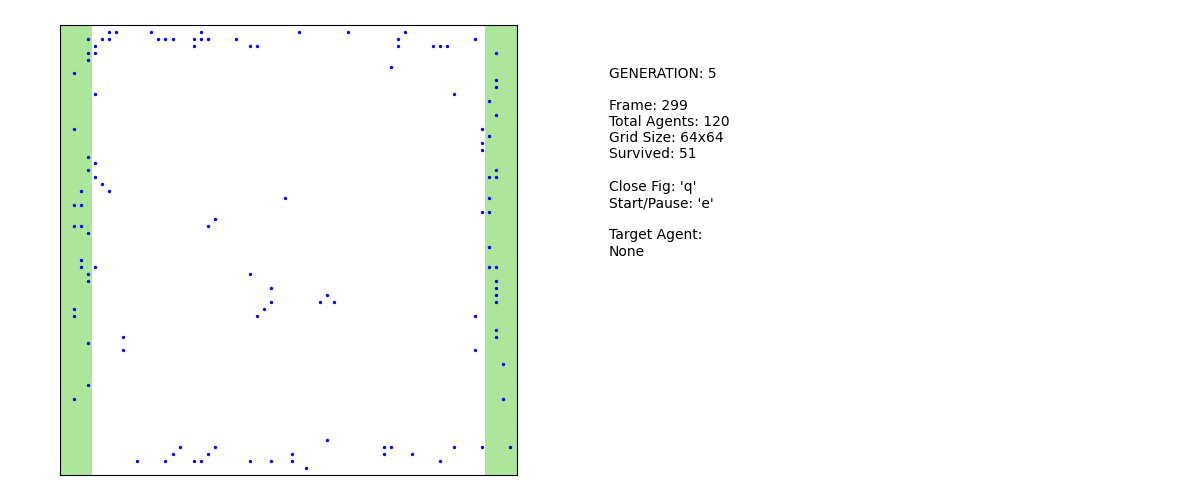 GENERATION: 5
Frame: 299
Total Agents: 120
Grid Size: 64x64
Survived: 51
Close Fig: 'q'
Start/Pause: 'e'
Target Agent:
None